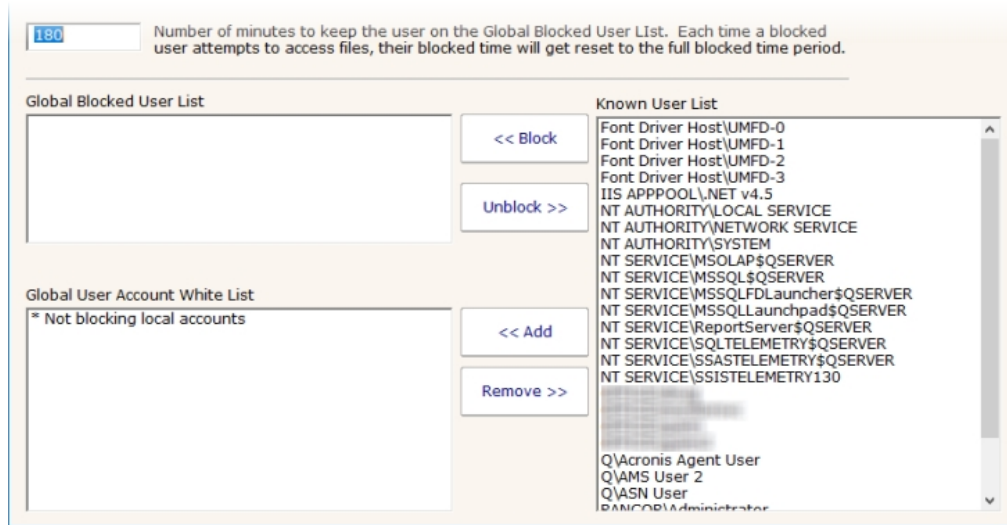 180
Number of minutes to keep the user on the Global Blocked User LIst. Each time a blocked
user attempts to access files, their blocked time will get reset to the full blocked time period.
Global Blocked User List
<< Block
Unblock >>
Global User Account White List
* Not blocking local accounts
<< Add
Remove >>
Known User List
Font Driver Host\UMFD-0
Font Driver Host\UMFD-1
Font Driver Host\UMFD-2
Font Driver Host\UMFD-3
IIS APPPOOL\.NET v4.5
NT AUTHORITY\LOCAL SERVICE
NT AUTHORITY\NETWORK SERVICE
NT AUTHORITY\SYSTEM
NT SERVICE\MSOLAP$QSERVER
NT SERVICE\MSSQL$QSERVER
NT SERVICE\MSSQLFDLauncher$QSERVER
NT SERVICE\MSSQLLaunchpad$QSERVER
NT SERVICE\ReportServer$QSERVER
NT SERVICE\SQLTELEMETRY$QSERVER
NT SERVICE\SSASTELEMETRY$QSERVER
NT SERVICE\SSISTELEMETRY130
Q\Acronis Agent User
Q\AMS User 2
Q\ASN User
RANCOR\Administrator